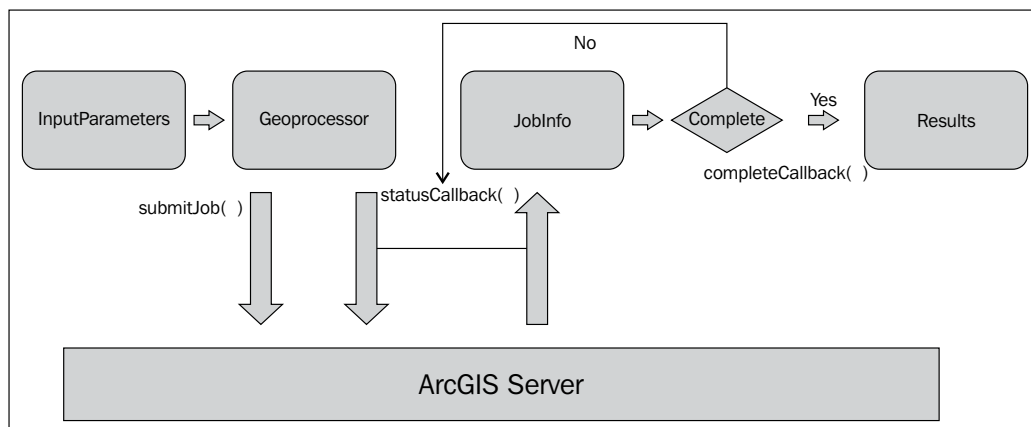 No
InputParameters
Geoprocessor
JobInfo
Complete
Yes
Results
completeCallback( )
submitJob( )
statusCallback( )
ArcGIS Server